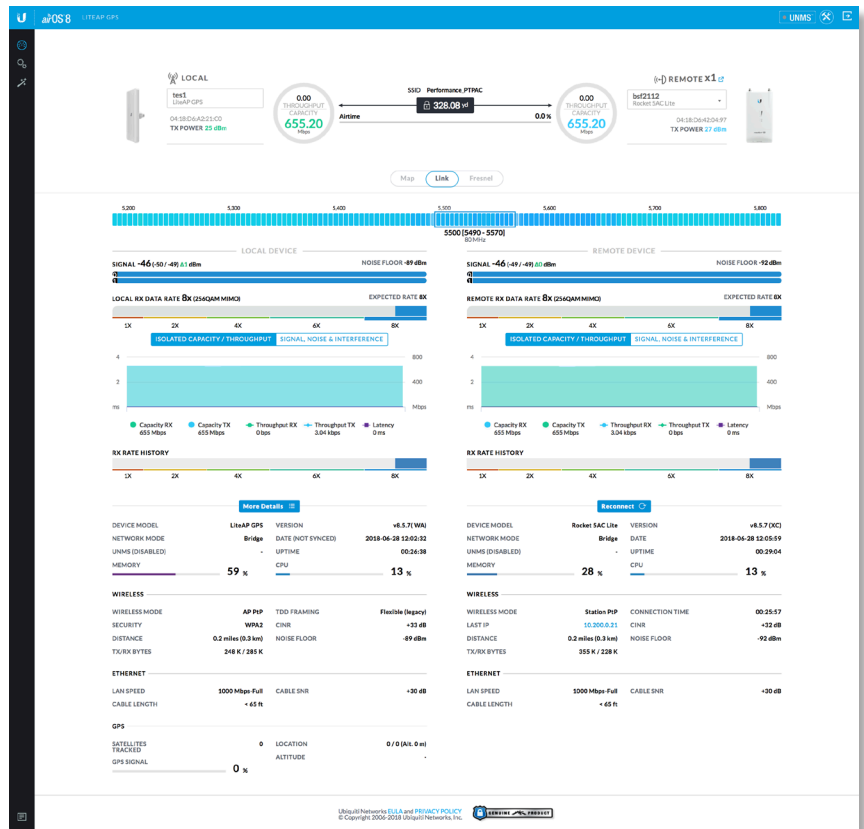 U airOS 8 LITEAP GPS UNMS
LOCAL
tes1
LiteAP GPS
04:18:D6:A2:21:C0
TX POWER 25 dBm
0.00
THROUGHPUT
CAPACITY
655.20
Mbps
SSID Performance_PTPAC
328.08 yd
Airtime 0.0 %
0.00
THROUGHPUT
CAPACITY
655.20
Mbps
REMOTE X1
bsf2112
Rocket 5AC Lite
04:18:D6:42:04:97
TX POWER 27 dBm
Map Link Fresnel
5,200 5,300 5,400 5,500 5,600 5,700 5,800
5500 [5490 - 5570]
80 MHz
LOCAL DEVICE
SIGNAL -46 (-50 / -49) Δ1 dBm NOISE FLOOR -89 dBm
LOCAL RX DATA RATE 8X (256QAM MIMO) EXPECTED RATE 8X
1X 2X 4X 6X 8X
ISOLATED CAPACITY / THROUGHPUT SIGNAL, NOISE & INTERFERENCE
4 800
2 400
ms Mbps
Capacity RX Capacity TX Throughput RX Throughput TX Latency
655 Mbps 655 Mbps 0 bps 3.04 kbps 0 ms
RX RATE HISTORY
1X 2X 4X 6X 8X
More Details
DEVICE MODEL LiteAP GPS VERSION v8.5.7 (WA)
NETWORK MODE Bridge DATE (NOT SYNCED) 2018-06-28 12:02:32
UNMS (DISABLED) - UPTIME 00:26:38
MEMORY 59 % CPU 13 %
WIRELESS
WIRELESS MODE AP PtP TDD FRAMING Flexible (legacy)
SECURITY WPA2 CINR +33 dB
DISTANCE 0.2 miles (0.3 km) NOISE FLOOR -89 dBm
TX/RX BYTES 248 K / 285 K
ETHERNET
LAN SPEED 1000 Mbps-Full CABLE SNR +30 dB
CABLE LENGTH < 65 ft
GPS
SATELLITES
TRACKED 0 LOCATION 0 / 0 (Alt. 0 m)
GPS SIGNAL 0 % ALTITUDE -
REMOTE DEVICE
SIGNAL -46 (-49 / -49) Δ0 dBm NOISE FLOOR -92 dBm
REMOTE RX DATA RATE 8X (256QAM MIMO) EXPECTED RATE 8X
1X 2X 4X 6X 8X
ISOLATED CAPACITY / THROUGHPUT SIGNAL, NOISE & INTERFERENCE
4 800
2 400
ms Mbps
Capacity RX Capacity TX Throughput RX Throughput TX Latency
655 Mbps 655 Mbps 3.04 kbps 0 bps 0 ms
RX RATE HISTORY
1X 2X 4X 6X 8X
Reconnect
DEVICE MODEL Rocket 5AC Lite VERSION v8.5.7 (XC)
NETWORK MODE Bridge DATE 2018-06-28 12:05:59
UNMS (DISABLED) - UPTIME 00:29:04
MEMORY 28 % CPU 13 %
WIRELESS
WIRELESS MODE Station PtP CONNECTION TIME 00:25:57
LAST IP 10.200.0.21 CINR +32 dB
DISTANCE 0.2 miles (0.3 km) NOISE FLOOR -92 dBm
TX/RX BYTES 355 K / 228 K
ETHERNET
LAN SPEED 1000 Mbps-Full CABLE SNR +30 dB
CABLE LENGTH < 65 ft
Ubiquiti Networks EULA and PRIVACY POLICY
© Copyright 2006-2018 Ubiquiti Networks, Inc.
GENUINE PRODUCT